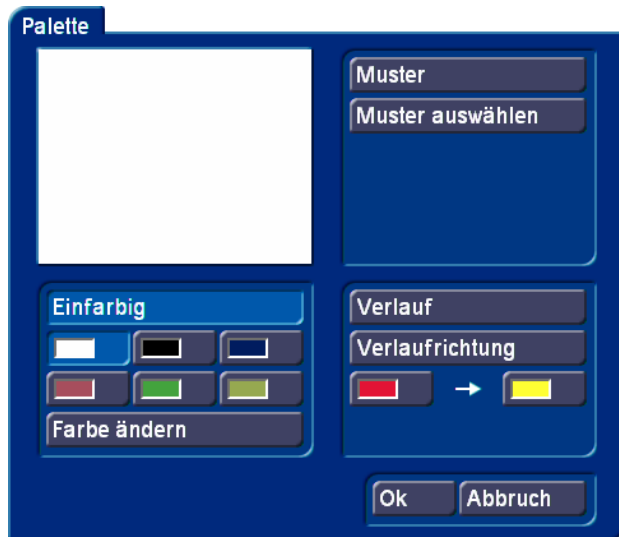 Palette
Muster
Muster auswählen
Einfarbig
Farbe ändern
Verlauf
Verlaufrichtung
Ok
Abbruch